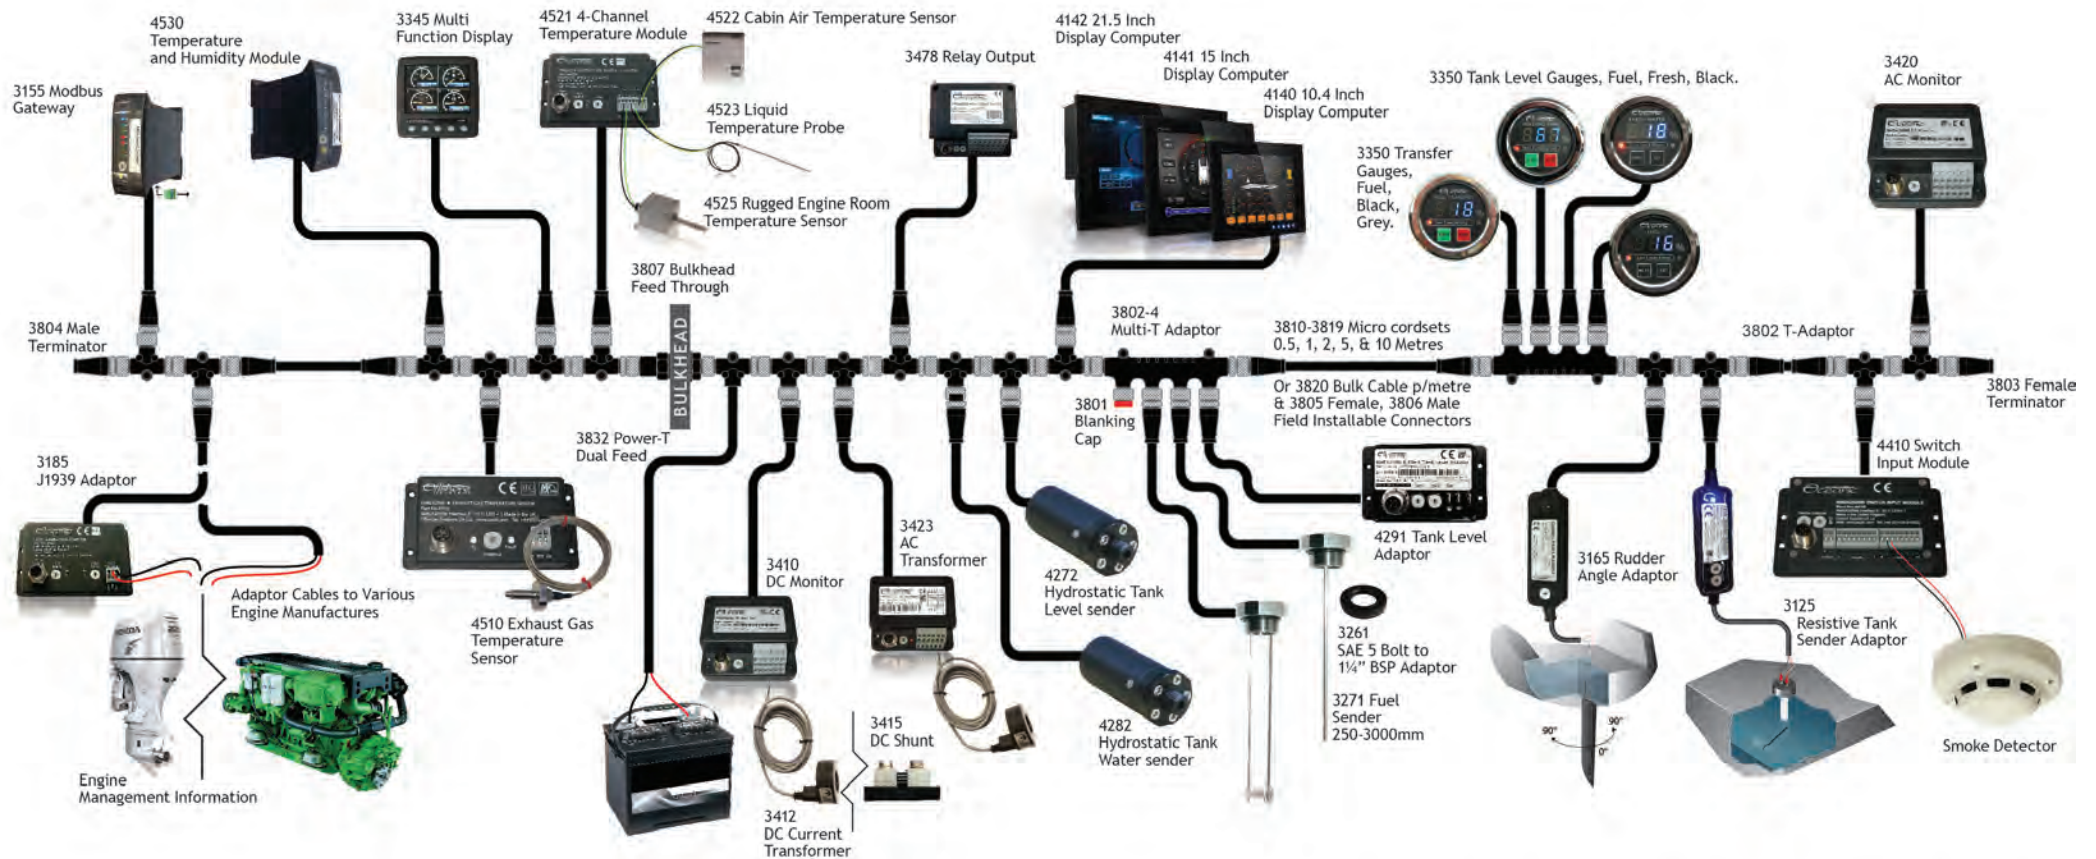 4530
Temperature
and Humidity Module
3155 Modbus
Gateway
3345 Multi
Function Display
4521 4-Channel
Temperature Module
4522 Cabin Air Temperature Sensor
4523 Liquid
Temperature Probe
4525 Rugged Engine Room
Temperature Sensor
3478 Relay Output
4142 21.5 Inch
Display Computer
4141 15 Inch
Display Computer
4140 10.4 Inch
Display Computer
3350 Tank Level Gauges, Fuel, Fresh, Black.
3350 Transfer
Gauges,
Fuel,
Black,
Grey.
3420
AC Monitor
3804 Male
Terminator
3807 Bulkhead
Feed Through
BULKHEAD
3802-4
Multi-T Adaptor
3810-3819 Micro cordsets
0.5, 1, 2, 5, & 10 Metres
Or 3820 Bulk Cable p/metre
& 3805 Female, 3806 Male
Field Installable Connectors
3802 T-Adaptor
3803 Female
Terminator
3801
Blanking
Cap
3185
J1939 Adaptor
Adaptor Cables to Various
Engine Manufactures
Engine
Management Information
4510 Exhaust Gas
Temperature
Sensor
3832 Power-T
Dual Feed
3410
DC Monitor
3423
AC
Transformer
3415
DC Shunt
3412
DC Current
Transformer
4272
Hydrostatic Tank
Level sender
4282
Hydrostatic Tank
Water sender
4291 Tank Level
Adaptor
3261
SAE 5 Bolt to
1¼” BSP Adaptor
3271 Fuel
Sender
250-3000mm
3165 Rudder
Angle Adaptor
90°
90°
0°
3125
Resistive Tank
Sender Adaptor
4410 Switch
Input Module
Smoke Detector